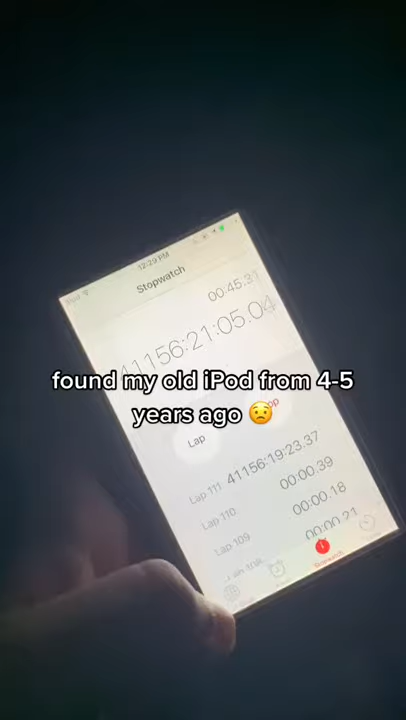 12:29 PM
Stopwatch
00:45.31
41156:21:05.04
found my old iPod from 4-5
years ago 😟
Lap
Lap 111 41156:19:23.37
Lap 110 00:00.39
Lap 109 00:00.18
00:00.21
Stopwatch